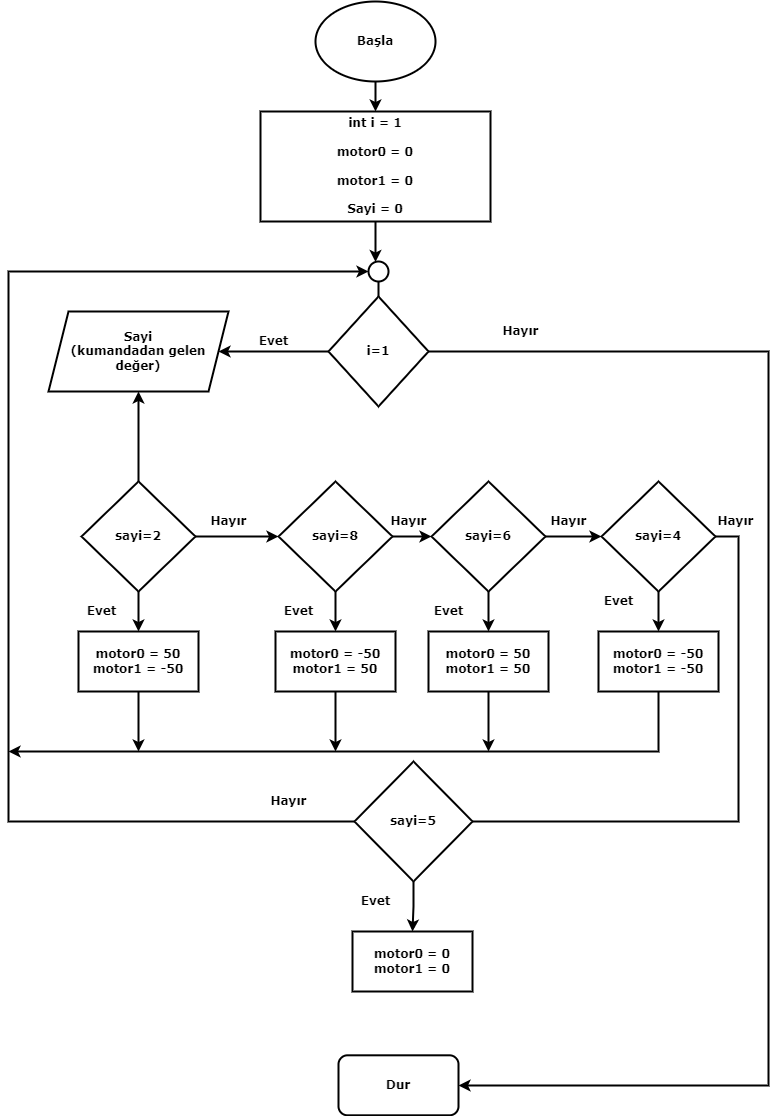 Başla
int i = 1
motor0 = 0
motor1 = 0
Sayi = 0
Sayi
(kumandadan gelen
değer)
Evet
i=1
Hayır
sayi=2
Hayır
sayi=8
Hayır
sayi=6
Hayır
sayi=4
Hayır
Evet
Evet
Evet
Evet
motor0 = 50
motor1 = -50
motor0 = -50
motor1 = 50
motor0 = 50
motor1 = 50
motor0 = -50
motor1 = -50
Hayır
sayi=5
Evet
motor0 = 0
motor1 = 0
Dur